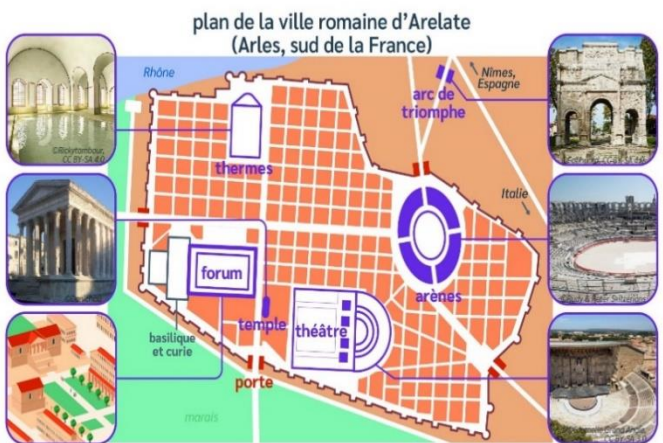 plan de la ville romaine d'Arelate
(Arles, sud de la France)
Rhône
Nîmes,
Espagne
arc de
triomphe
©Rickytambour,
CC BY-SA 4.0
thermes
Italie
forum
arènes
temple
théâtre
basilique
et curie
porte
marais